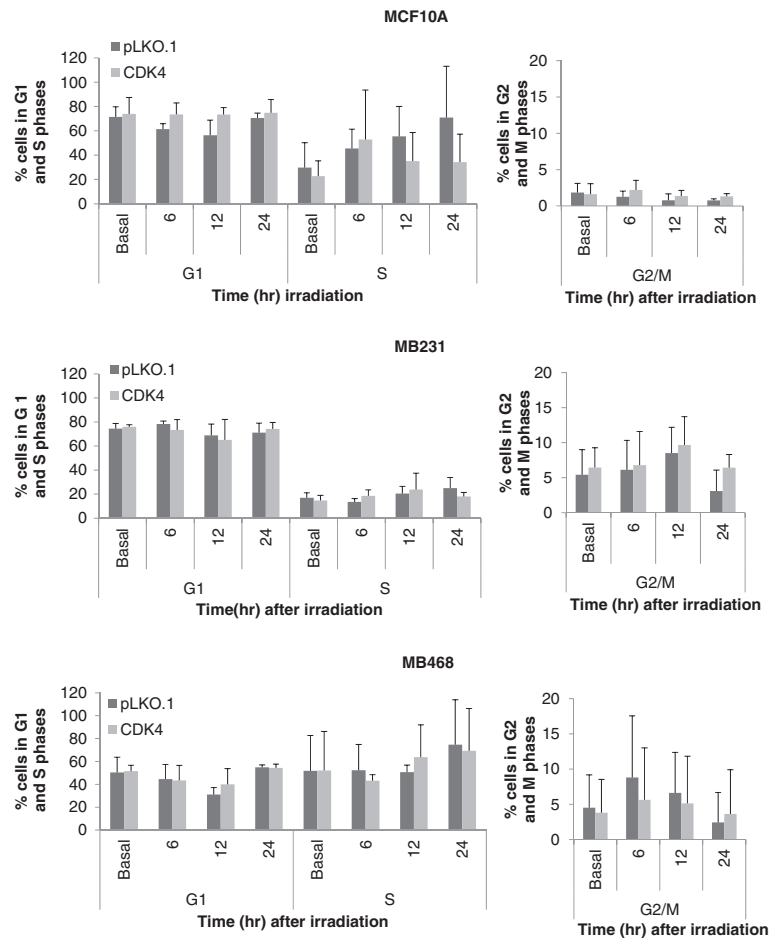 MCF10A
% cells in G1
and S phases
120
100
80
60
40
20
0
pLKO.1
CDK4
Basal
6
12
24
Basal
6
12
24
G1
S
Time (hr) irradiation
% cells in G2
and M phases
20
15
10
5
0
Basal
6
12
24
G2/M
Time (hr) after irradiation
MB231
% cells in G 1
and S phases
120
100
80
60
40
20
0
pLKO.1
CDK4
Basal
6
12
24
Basal
6
12
24
G1
S
Time(hr) after irradiation
% cells in G2
and M phases
20
15
10
5
0
Basal
6
12
24
G2/M
Time (hr) after irradiation
MB468
% cells in G1
and S phases
120
100
80
60
40
20
0
pLKO.1
CDK4
Basal
6
12
24
Basal
6
12
24
G1
S
Time (hr) after irradiation
% cells in G2
and M phases
20
15
10
5
0
Basal
6
12
24
G2/M
Time (hr) after irradiation